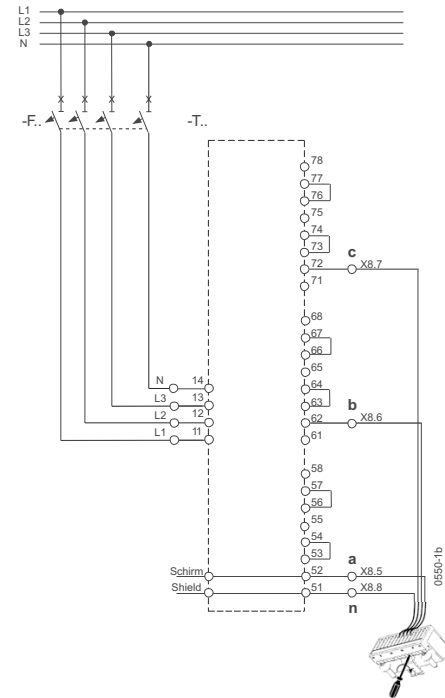 L1
L2
L3
N
-F..
-T..
78
77
76
75
74
73
c
72
X8.7
71
68
67
66
65
64
N
14
L3
13
63
b
L2
12
62
X8.6
L1
11
61
58
57
56
55
54
53
a
Schirm
52
X8.5
Shield
51
X8.8
n
0550-1b